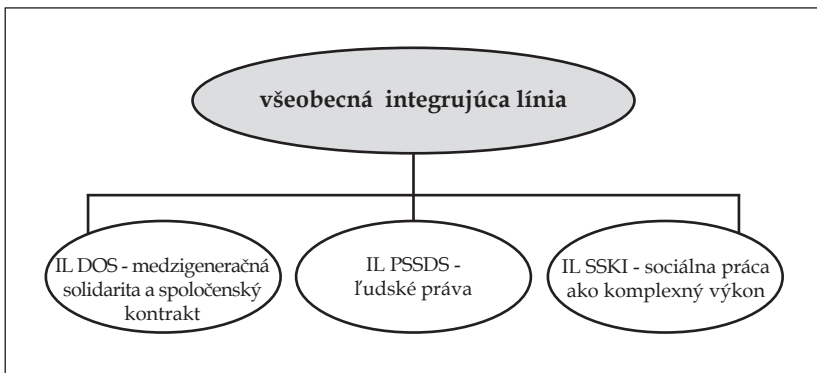 všeobecná integrujúca línia
IL DOS - medzigeneračná
solidarita a spoločenský
kontrakt
IL PSSDS -
ľudské práva
IL SSKI - sociálna práca
ako komplexný výkon